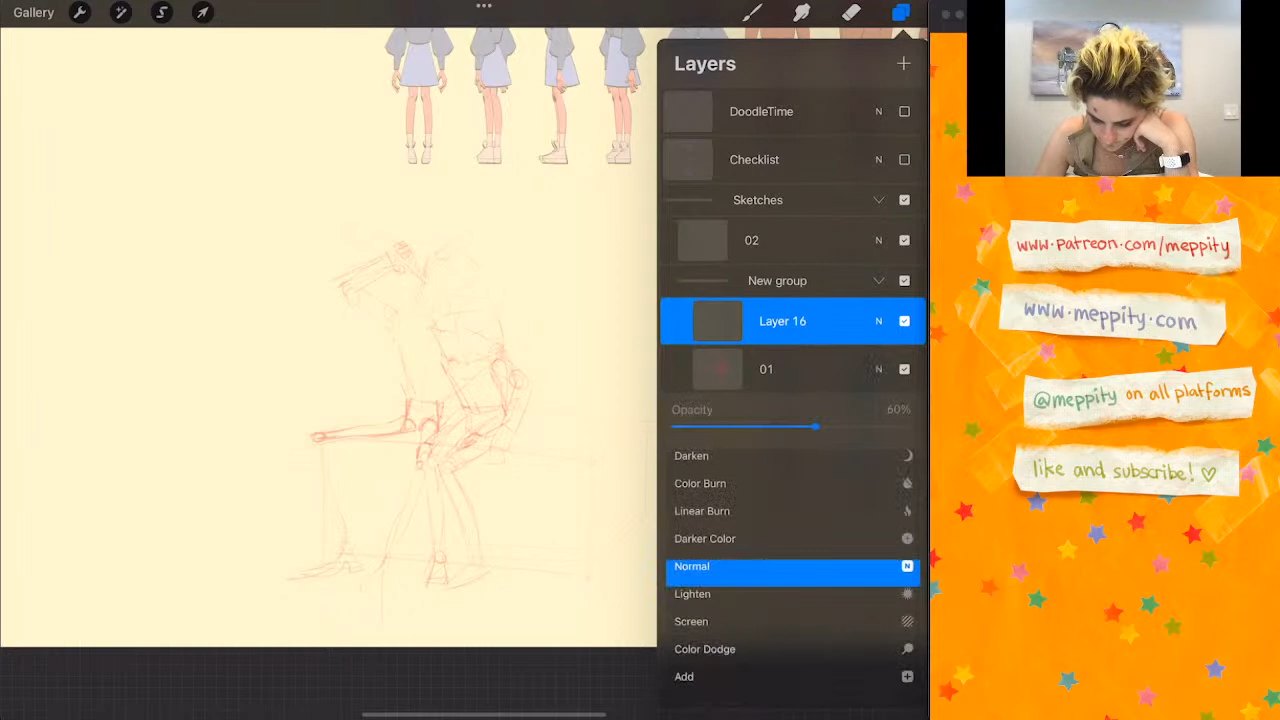 Gallery
Layers
DoodleTime N
Checklist N
Sketches
02 N
New group
Layer 16 N
01 N
Opacity 60%
Darken
Color Burn
Linear Burn
Darker Color
Normal N
Lighten
Screen
Color Dodge
Add
www.patreon.com/meppity
www.meppity.com
@meppity on all platforms
like and subscribe! ♡